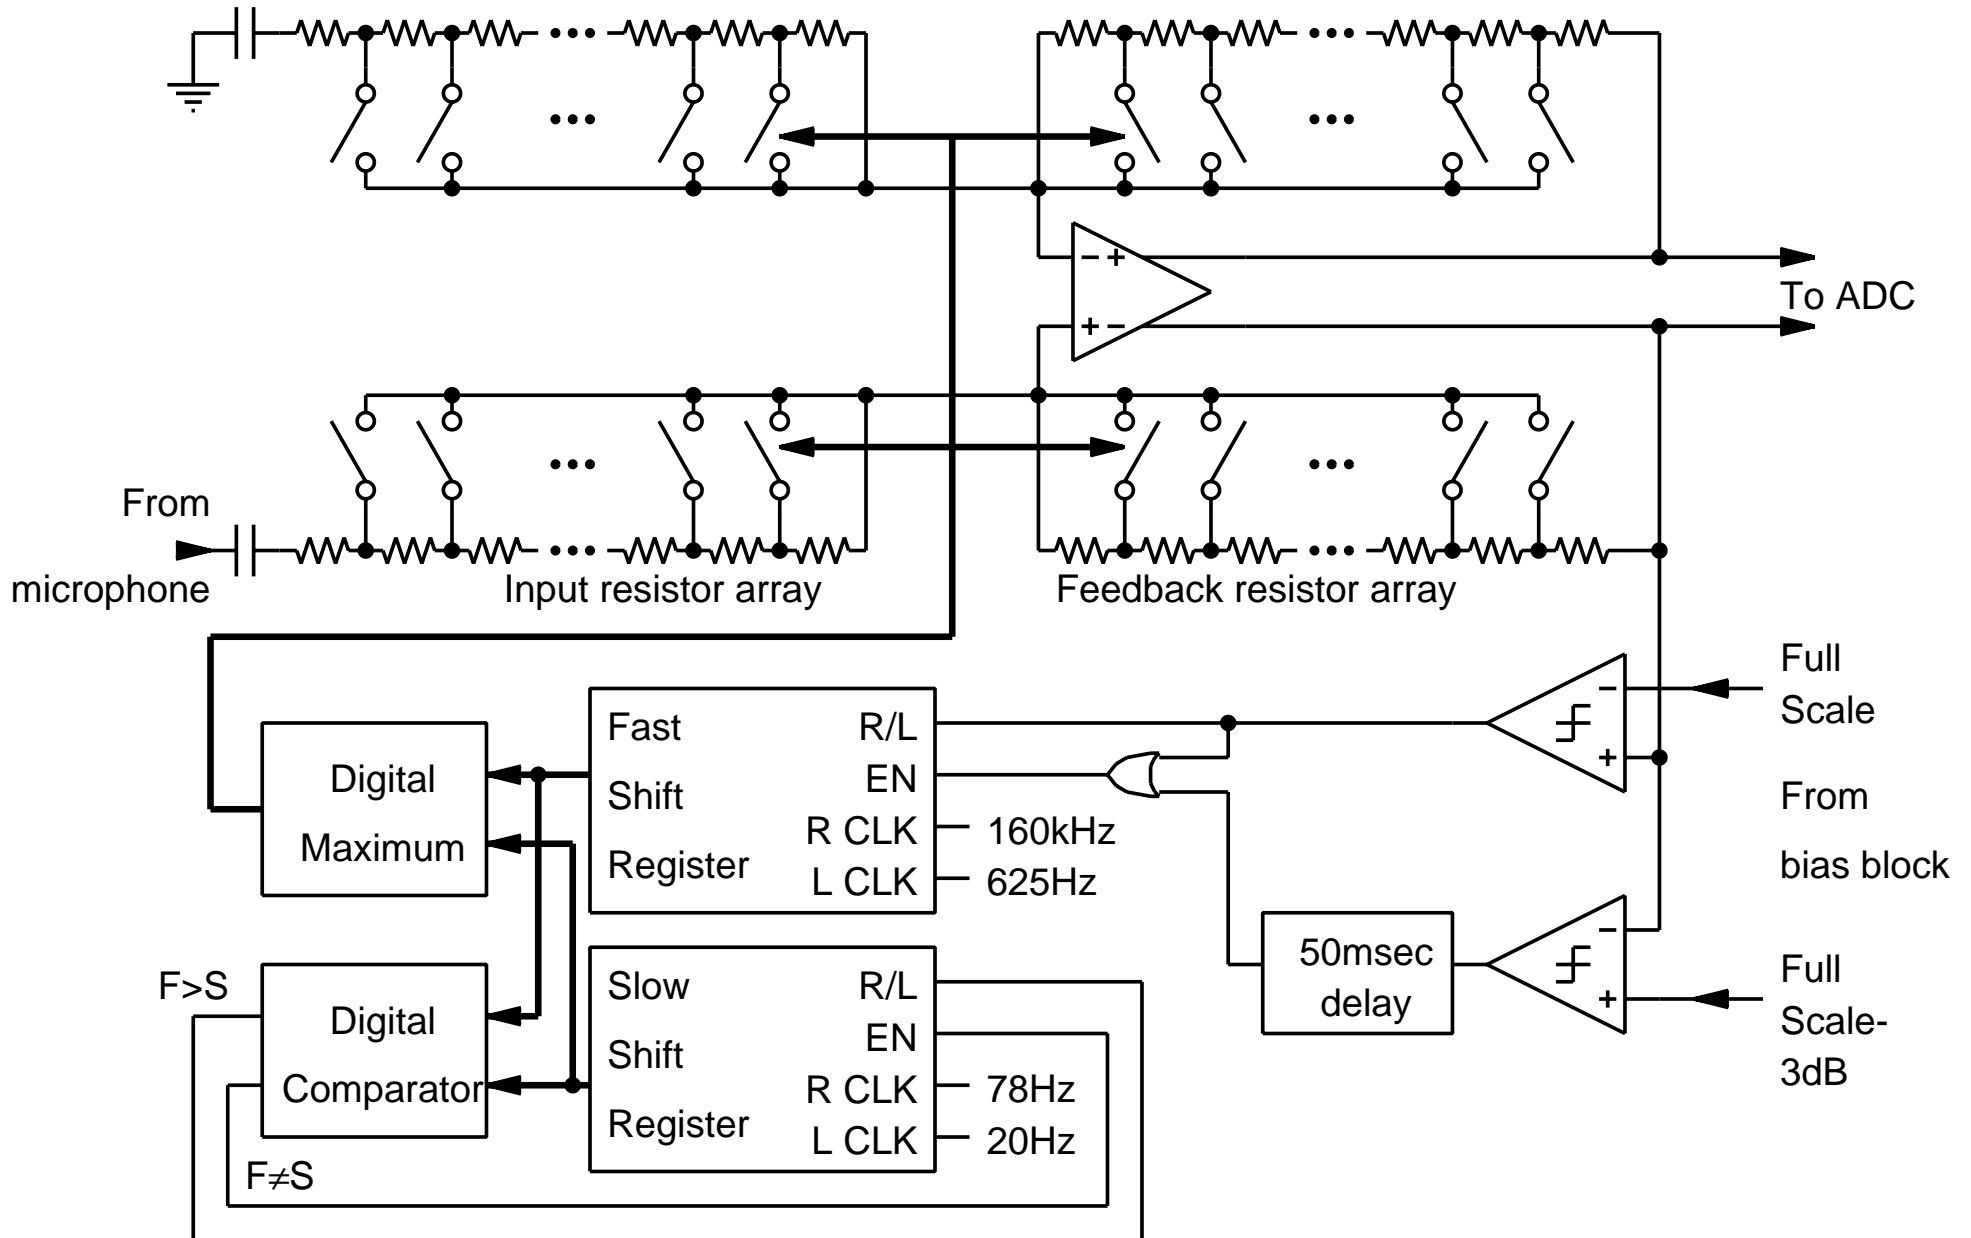 − +
To ADC
+ −
From
microphone
Input resistor array
Feedback resistor array
Full
Scale
−
+
From
bias block
Fast
Shift
Register
R/L
EN
R CLK
160kHz
L CLK
625Hz
Digital
Maximum
50msec
delay
−
+
Full
Scale-
3dB
F>S
Digital
Comparator
F≠S
Slow
Shift
Register
R/L
EN
R CLK
78Hz
L CLK
20Hz